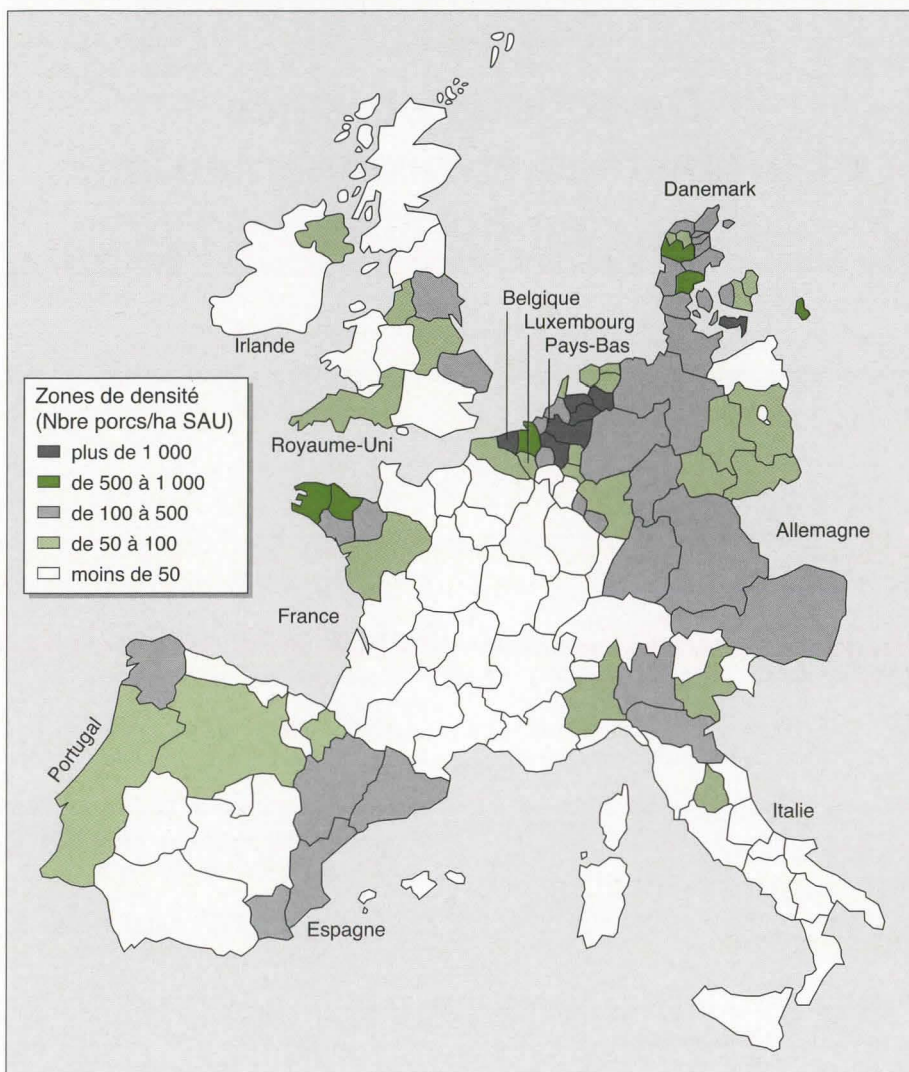 Danemark
Belgique
Luxembourg
Pays-Bas
Irlande
Zones de densité
(Nbre porcs/ha SAU)
plus de 1 000
de 500 à 1 000
de 100 à 500
de 50 à 100
moins de 50
Royaume-Uni
Allemagne
France
Portugal
Italie
Espagne